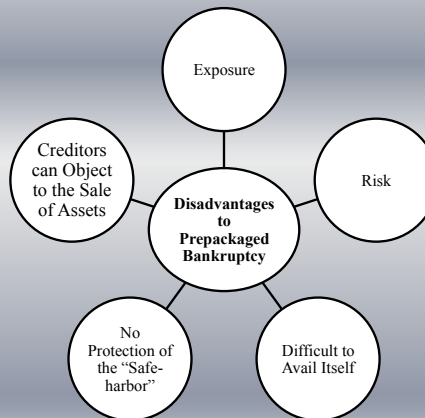 Exposure
Creditors
can Object
to the Sale
of Assets
Risk
Disadvantages
to
Prepackaged
Bankruptcy
No
Protection of
the “Safe-
harbor”
Difficult to
Avail Itself